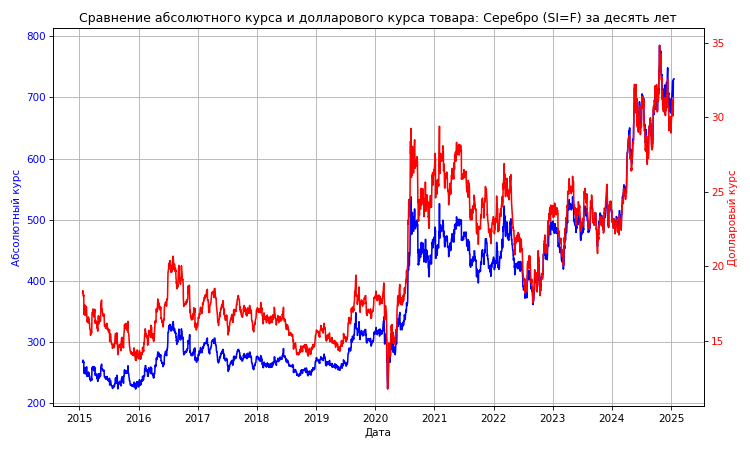 Сравнение абсолютного курса и долларового курса товара: Серебро (SI=F) за десять лет
Абсолютный курс
800
700
600
500
400
300
200
35
30
25
20
15
Долларовый курс
2015 2016 2017 2018 2019 2020 2021 2022 2023 2024 2025
Дата